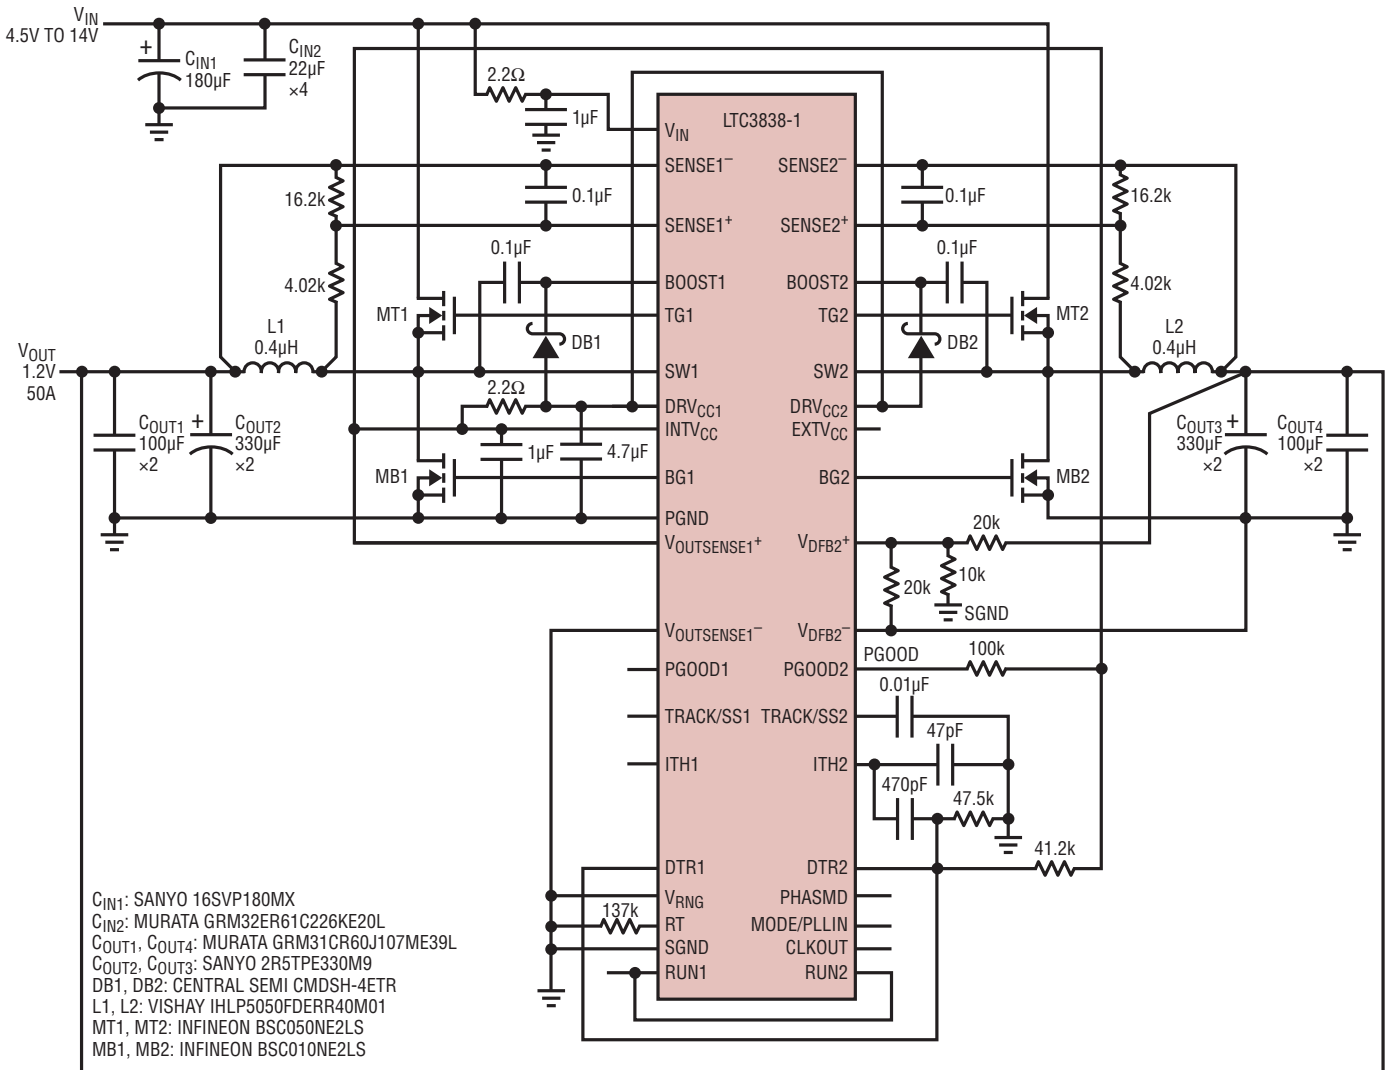 VIN
4.5V TO 14V
+
CIN1
180µF
CIN2
22µF
×4
2.2Ω
1µF
LTC3838-1
VIN
SENSE1–
SENSE2–
16.2k
0.1µF
0.1µF
16.2k
SENSE1+
SENSE2+
0.1µF
0.1µF
4.02k
BOOST1
BOOST2
4.02k
MT1
TG1
TG2
MT2
L1
0.4µH
DB1
DB2
L2
0.4µH
VOUT
1.2V
50A
SW1
SW2
2.2Ω
DRVCC1
DRVCC2
INTVCC
EXTVCC
COUT1
100µF
×2
+
COUT2
330µF
×2
1µF
4.7µF
COUT3
330µF
×2
+
COUT4
100µF
×2
MB1
BG1
BG2
MB2
PGND
VOUTSENSE1+
VDFB2+
20k
20k
10k
SGND
VOUTSENSE1–
VDFB2–
PGOOD
100k
PGOOD1
PGOOD2
0.01µF
TRACK/SS1
TRACK/SS2
47pF
ITH1
ITH2
470pF
47.5k
41.2k
DTR1
DTR2
VRNG
PHASMD
137k
RT
MODE/PLLIN
SGND
CLKOUT
RUN1
RUN2
CIN1: SANYO 16SVP180MX
CIN2: MURATA GRM32ER61C226KE20L
COUT1, COUT4: MURATA GRM31CR60J107ME39L
COUT2, COUT3: SANYO 2R5TPE330M9
DB1, DB2: CENTRAL SEMI CMDSH-4ETR
L1, L2: VISHAY IHLP5050FDERR40M01
MT1, MT2: INFINEON BSC050NE2LS
MB1, MB2: INFINEON BSC010NE2LS